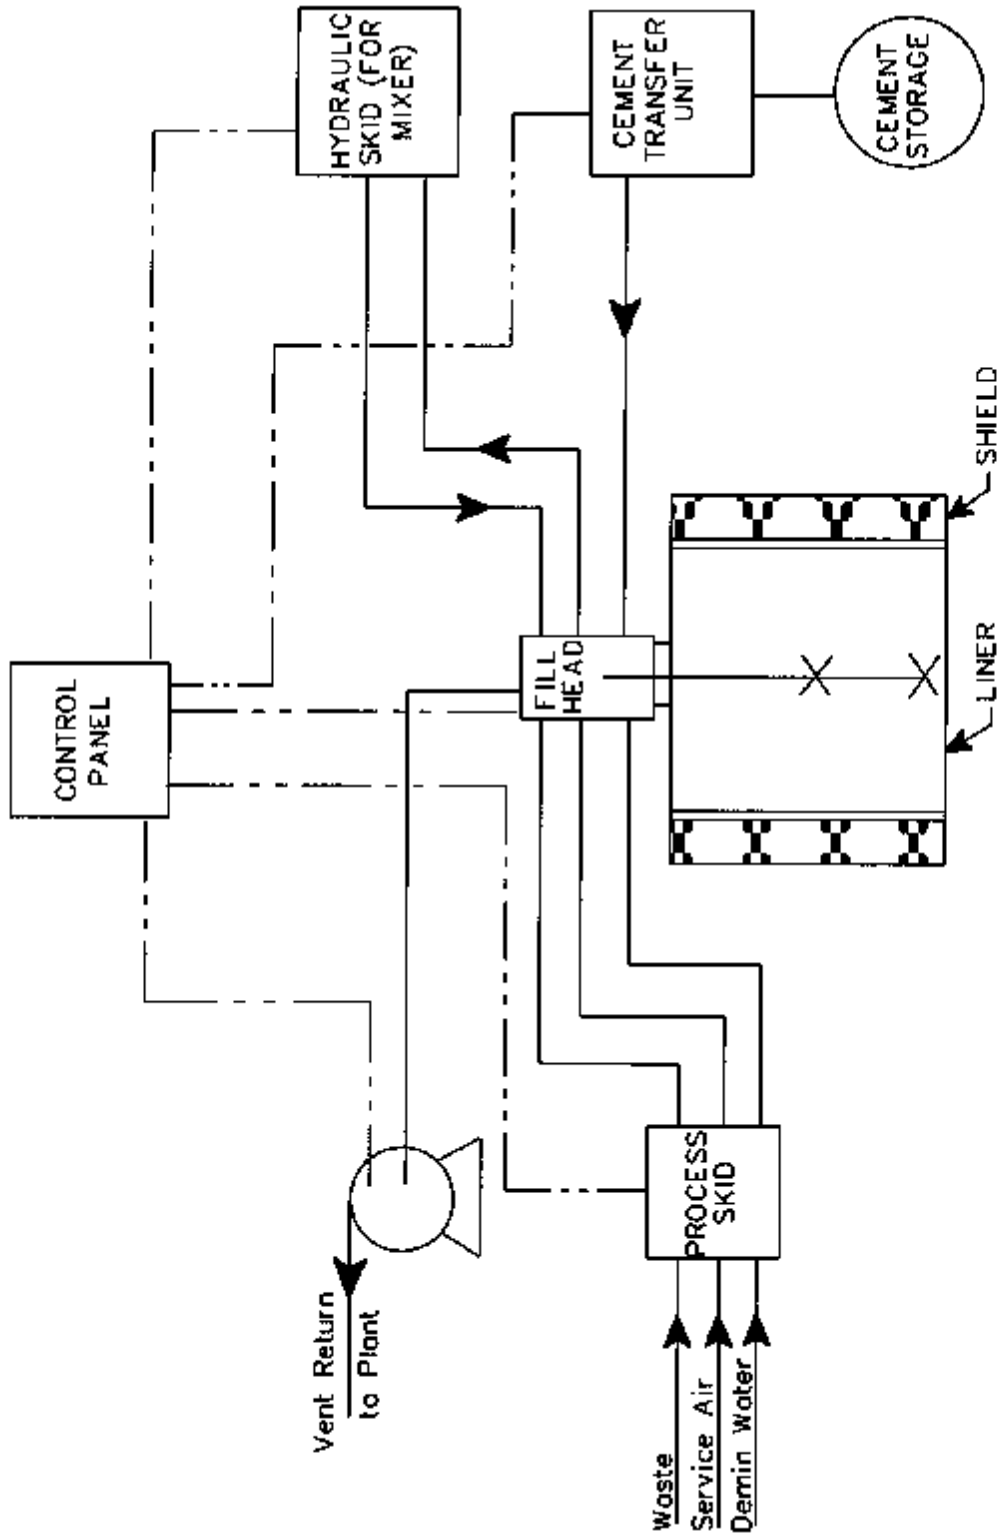 CONTROL
PANEL
HYDRAULIC
SKID (FOR
MIXER)
Vent Return
to Plant
FILL
HEAD
CEMENT
TRANSFER
UNIT
Waste
Service Air
Demin Water
PROCESS
SKID
CEMENT
STORAGE
LINER
SHIELD